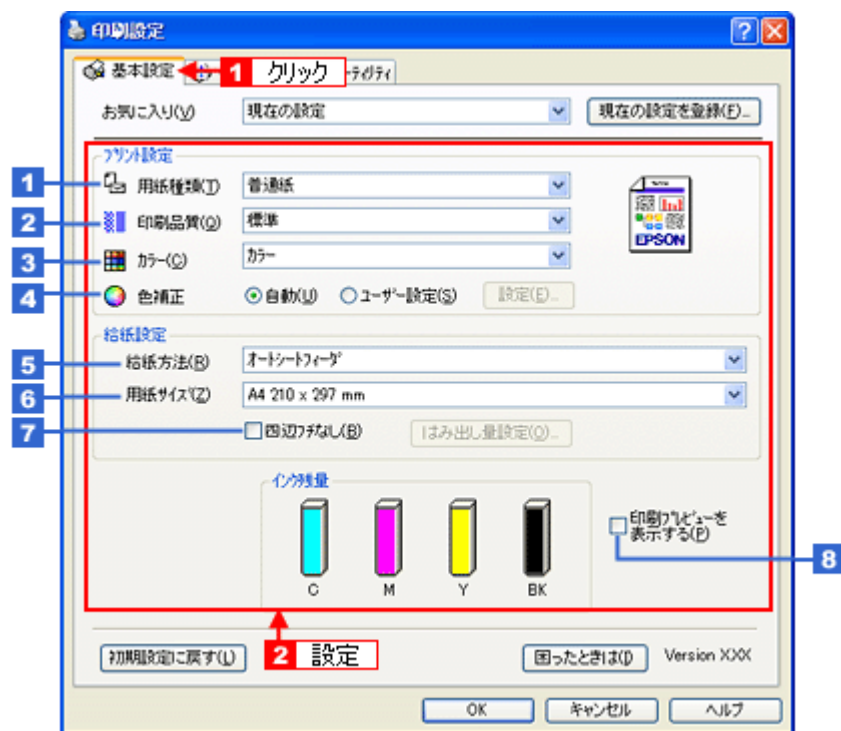 印刷設定
基本設定 1 クリック ーティリティ
お気に入り(V) 現在の設定 現在の設定を登録(F)...
プリント設定
1 用紙種類(T) 普通紙
2 印刷品質(Q) 標準
EPSON
3 カラー(C) カラー
4 色補正 自動(U) ユーザー設定(S) 設定(E)...
給紙設定
5 給紙方法(R) オートシートフィーダ
6 用紙サイズ(Z) A4 210 x 297 mm
7 四辺フチなし(B) はみ出し量設定(O)...
インク残量
C M Y BK
印刷プレビューを
表示する(P)
8
初期設定に戻す(L) 2 設定 困ったときは(I) Version X.XX
OK キャンセル ヘルプ